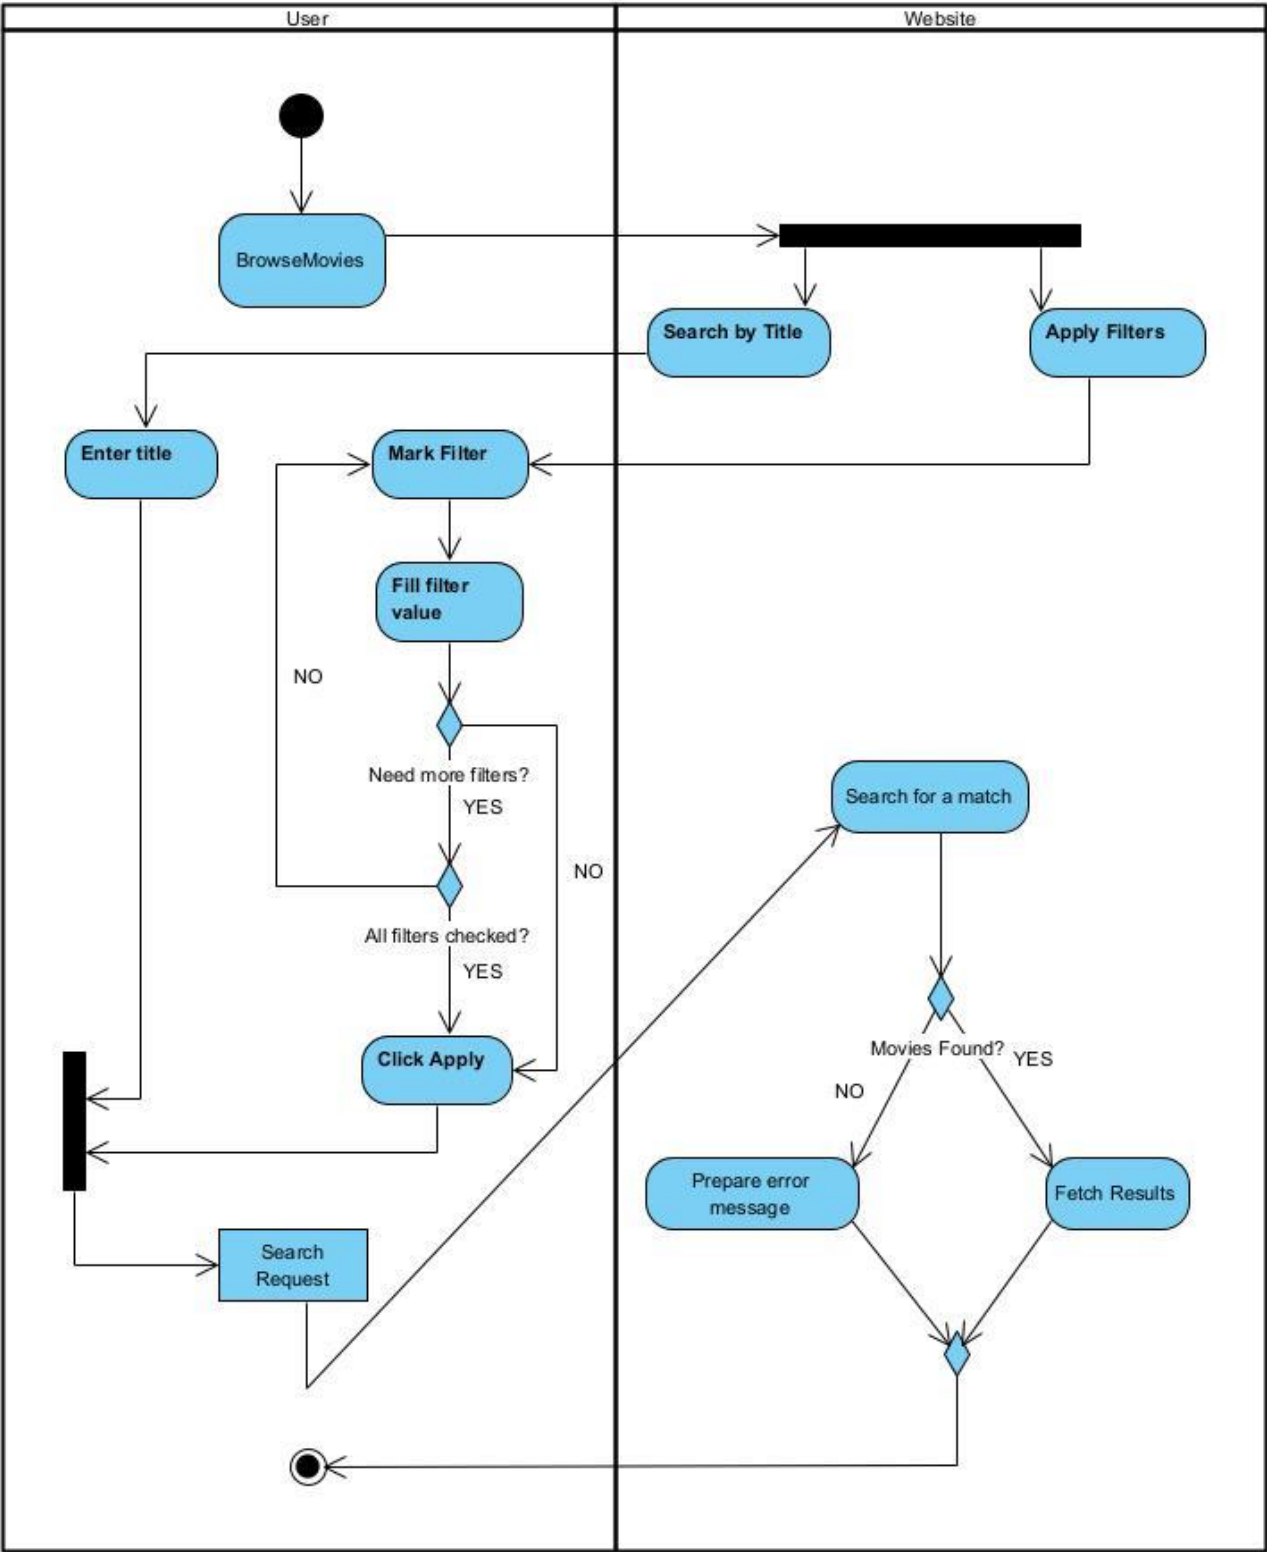 User
Website
BrowseMovies
Search by Title
Apply Filters
Enter title
Mark Filter
Fill filter
value
NO
Need more filters?
YES
NO
All filters checked?
YES
Click Apply
Search
Request
Search for a match
Movies Found?
YES
NO
Prepare error
message
Fetch Results